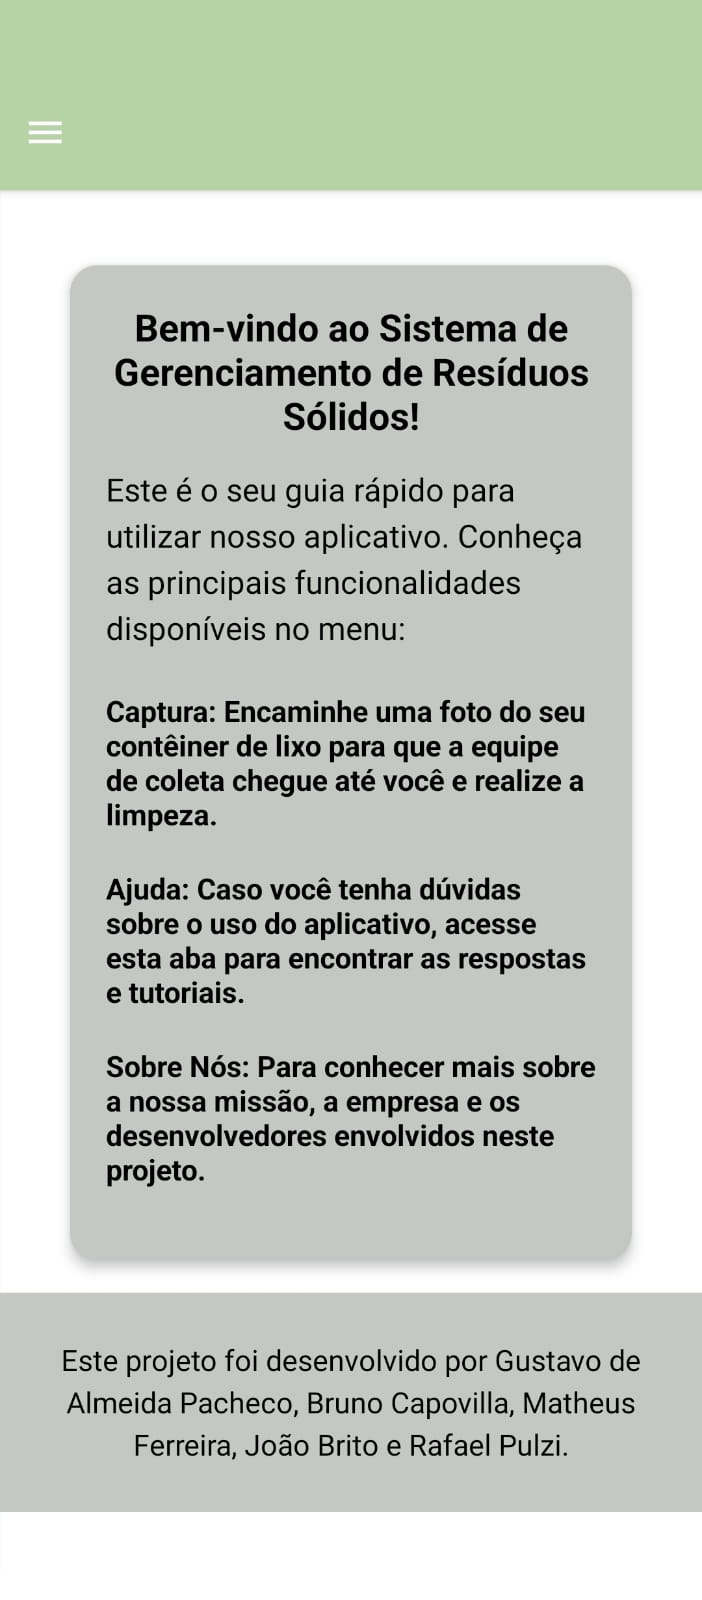 Bem-vindo ao Sistema de
Gerenciamento de Resíduos
Sólidos!
Este é o seu guia rápido para
utilizar nosso aplicativo. Conheça
as principais funcionalidades
disponíveis no menu:
Captura: Encaminhe uma foto do seu
contêiner de lixo para que a equipe
de coleta chegue até você e realize a
limpeza.
Ajuda: Caso você tenha dúvidas
sobre o uso do aplicativo, acesse
esta aba para encontrar as respostas
e tutoriais.
Sobre Nós: Para conhecer mais sobre
a nossa missão, a empresa e os
desenvolvedores envolvidos neste
projeto.
Este projeto foi desenvolvido por Gustavo de
Almeida Pacheco, Bruno Capovilla, Matheus
Ferreira, João Brito e Rafael Pulzi.